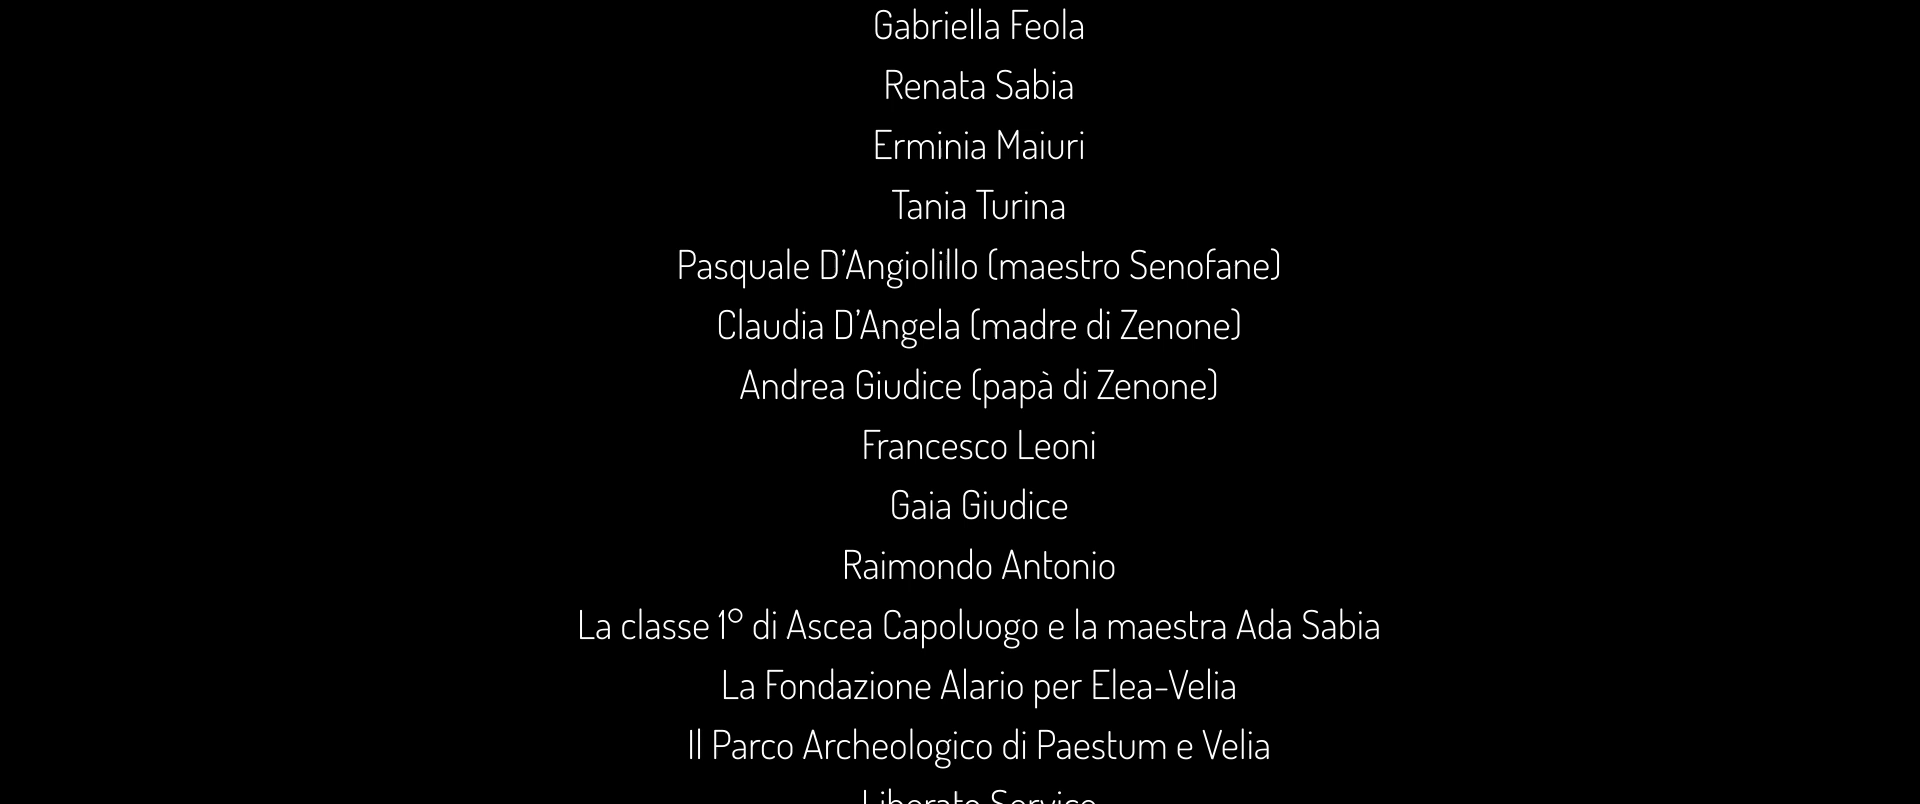 Gabriella Feola
Renata Sabia
Erminia Maiuri
Tania Turina
Pasquale D’Angiolillo (maestro Senofane)
Claudia D’Angela (madre di Zenone)
Andrea Giudice (papà di Zenone)
Francesco Leoni
Gaia Giudice
Raimondo Antonio
La classe 1° di Ascea Capoluogo e la maestra Ada Sabia
La Fondazione Alario per Elea-Velia
Il Parco Archeologico di Paestum e Velia